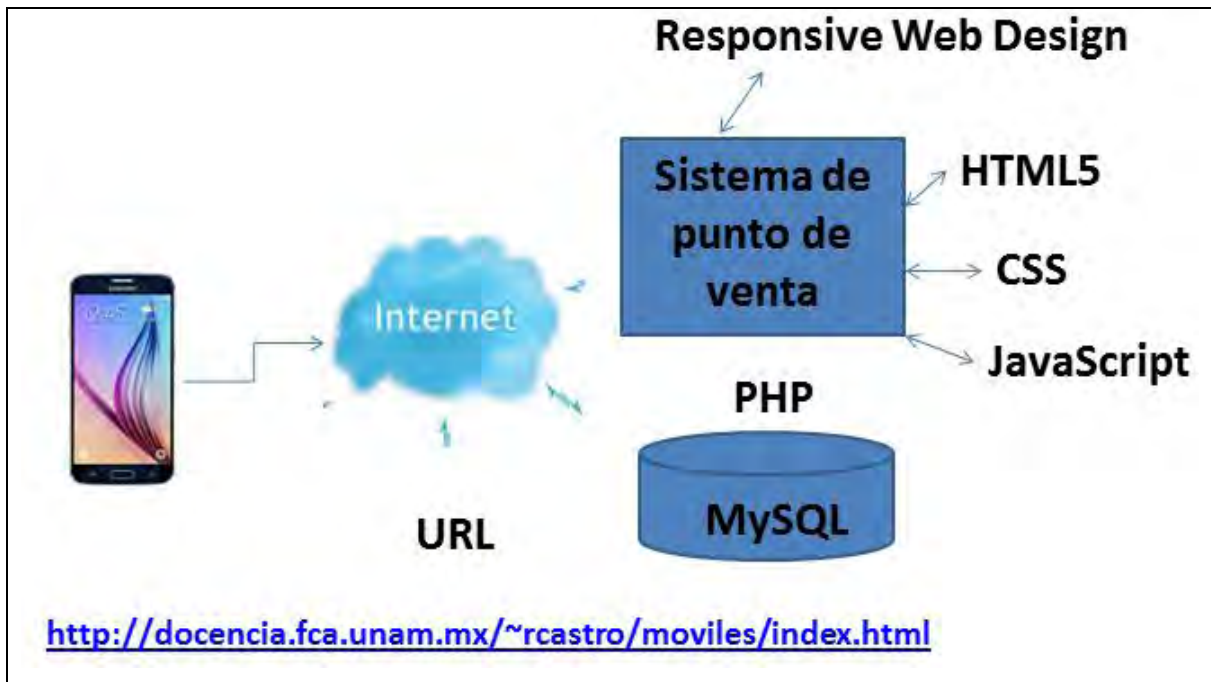 Responsive Web Design
Sistema de
punto de
venta
HTML5
CSS
JavaScript
Internet
PHP
MySQL
URL
http://docencia.fca.unam.mx/~rcastro/moviles/index.html